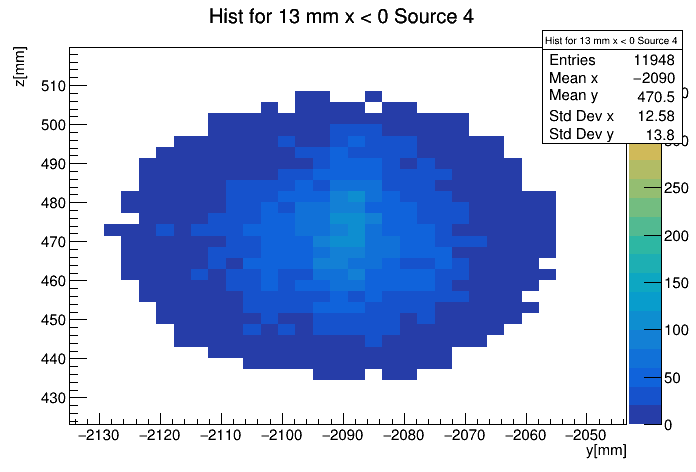 Hist for 13 mm x < 0 Source 4
Hist for 13 mm x < 0 Source 4
Entries 11948
Mean x −2090
Mean y 470.5
Std Dev x 12.58
Std Dev y 13.8
z[mm]
510
500
490
480
470
460
450
440
430
−2130 −2120 −2110 −2100 −2090 −2080 −2070 −2060 −2050
y[mm]
250
200
150
100
50
0